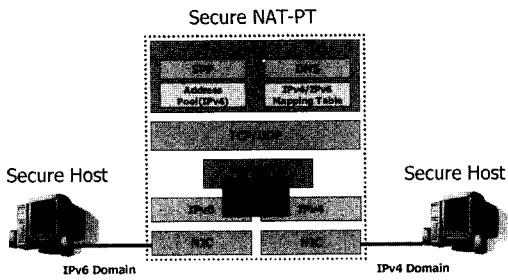 Secure NAT-PT
Address
Pool(IPv4)
IPv4/IPv6
Mapping Table
TCP/UDP
Secure Host
Secure Host
IPv6
IPv4
NIC
NIC
IPv6 Domain
IPv4 Domain